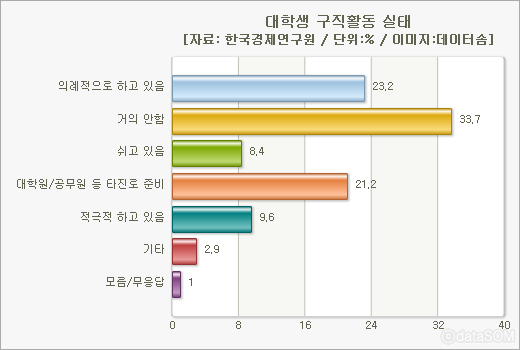 대학생 구직활동 실태
[자료: 한국경제연구원 / 단위:% / 이미지:데이터솜]
의례적으로 하고 있음 23,2
거의 안함 33,7
쉬고 있음 8,4
대학원/공무원 등 타진로 준비 21,2
적극적 하고 있음 9,6
기타 2,9
모름/무응답 1
0 8 16 24 32 40
©dataSOM